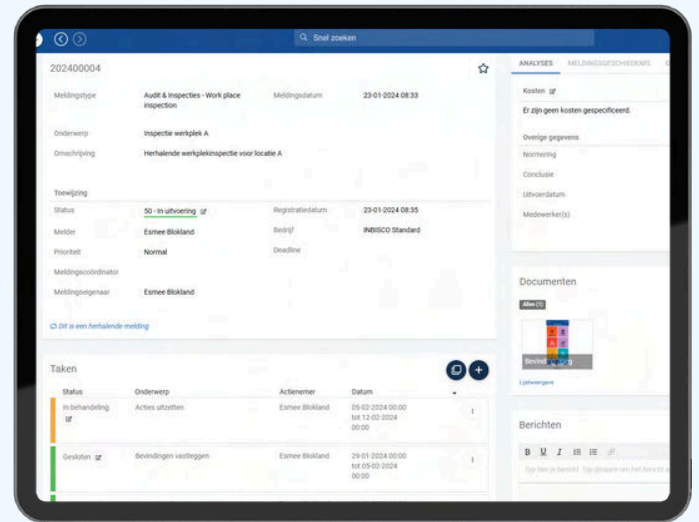 Snel zoeken
202400004
Meldingstype
Audit & Inspecties - Work place
inspection
Meldingsdatum
23-01-2024 08:33
Onderwerp
Inspectie werkplek A
Omschrijving
Herhalende werkplekinspectie voor locatie A
Toewijzing
Status
50 - In uitvoering
Registratiedatum
23-01-2024 08:35
Melder
Esmee Blokland
Bedrijf
INBISCO Standard
Prioriteit
Normal
Deadline
Meldingscoördinator
Meldingseigenaar
Esmee Blokland
Dit is een herhalende melding
Taken
Status Onderwerp Actienemer Datum
In behandeling
Acties uitzetten
Esmee Blokland
05-02-2024 00:00
tot 12-02-2024
00:00
Gesloten
Bevindingen vastleggen
Esmee Blokland
29-01-2024 00:00
tot 05-02-2024
00:00
ANALYSES MELDINGSGESCHIEDENIS
Kosten
Er zijn geen kosten gespecificeerd.
Overige gegevens
Normering
Conclusie
Uitvoerdatum
Medewerker(s)
Documenten
Alles (1)
Lijstweergave
Berichten
B U I